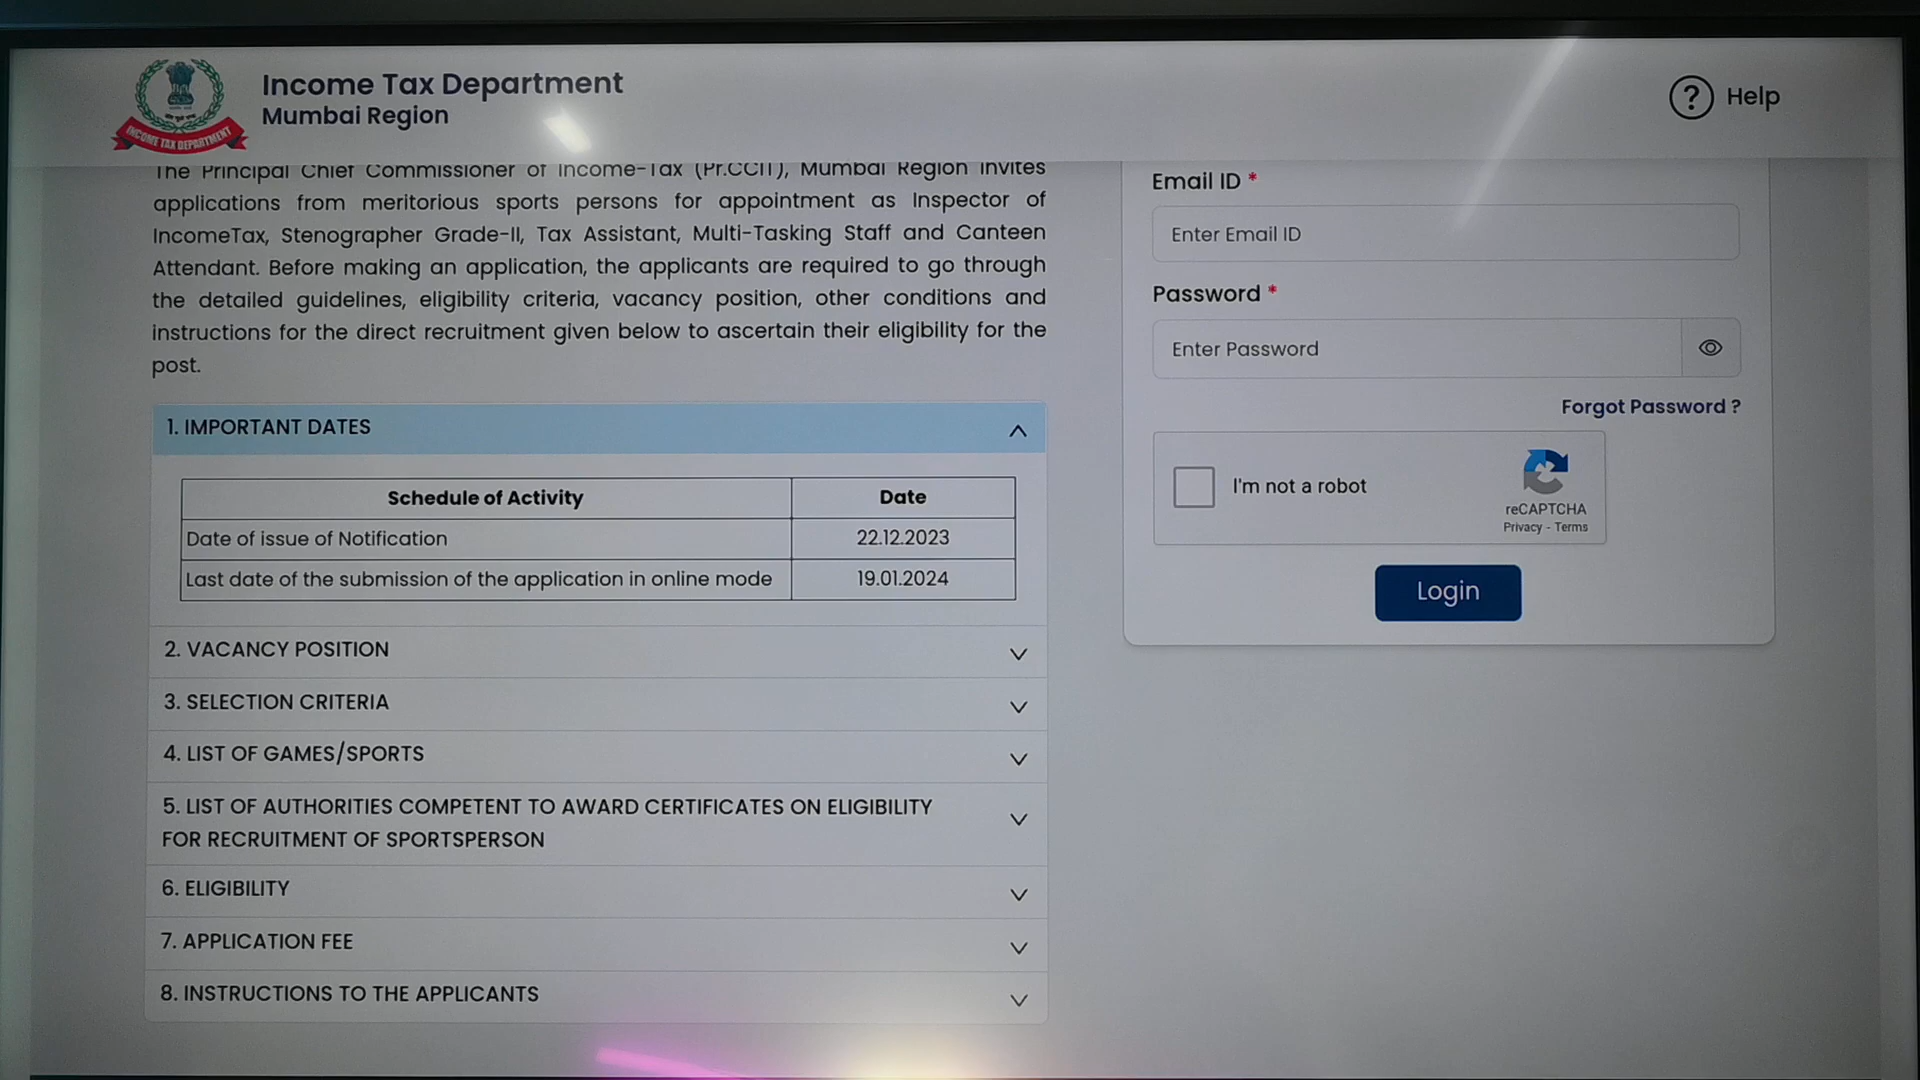 Income Tax Department
Mumbai Region
INCOME TAX DEPARTMENT
Help
The Principal Chief Commissioner of Income-Tax (Pr.CCIT), Mumbai Region invites
applications from meritorious sports persons for appointment as Inspector of
IncomeTax, Stenographer Grade-II, Tax Assistant, Multi-Tasking Staff and Canteen
Attendant. Before making an application, the applicants are required to go through
the detailed guidelines, eligibility criteria, vacancy position, other conditions and
instructions for the direct recruitment given below to ascertain their eligibility for the
post.
1. IMPORTANT DATES
Schedule of Activity Date
Date of issue of Notification 22.12.2023
Last date of the submission of the application in online mode 19.01.2024
2. VACANCY POSITION
3. SELECTION CRITERIA
4. LIST OF GAMES/SPORTS
5. LIST OF AUTHORITIES COMPETENT TO AWARD CERTIFICATES ON ELIGIBILITY
FOR RECRUITMENT OF SPORTSPERSON
6. ELIGIBILITY
7. APPLICATION FEE
8. INSTRUCTIONS TO THE APPLICANTS
Email ID *
Enter Email ID
Password *
Enter Password
Forgot Password ?
I'm not a robot
reCAPTCHA
Privacy - Terms
Login